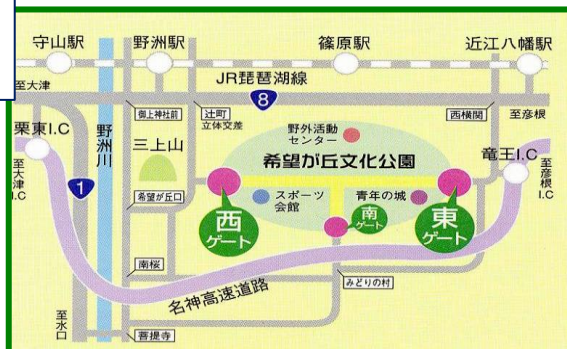 守山駅
野洲駅
篠原駅
近江八幡駅
JR琵琶湖線
至大津
8
御上神社前
辻町
立体交差
西横関
至彦根
栗東I.C
野洲川
三上山
野外活動
センター
希望が丘文化公園
竜王I.C
至大津I.C
1
希望が丘口
西
ゲート
スポーツ
会館
青年の城
南
ゲート
東
ゲート
至彦根I.C
南桜
みどりの村
名神高速道路
至水口
菩提寺